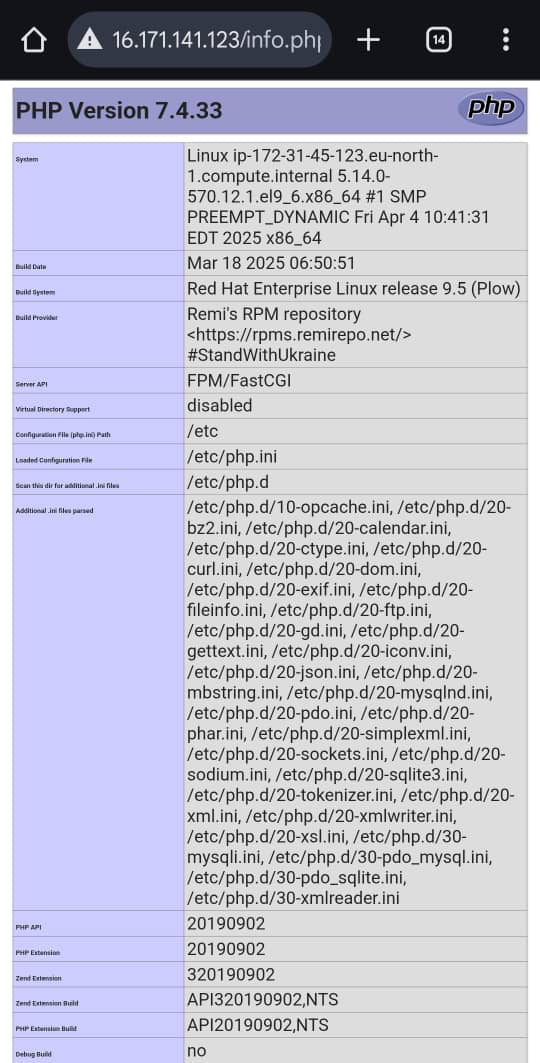 16.171.141.123/info.php
14
PHP Version 7.4.33
php
System
Linux ip-172-31-45-123.eu-north-
1.compute.internal 5.14.0-
570.12.1.el9_6.x86_64 #1 SMP
PREEMPT_DYNAMIC Fri Apr 4 10:41:31
EDT 2025 x86_64
Build Date
Mar 18 2025 06:50:51
Build System
Red Hat Enterprise Linux release 9.5 (Plow)
Build Provider
Remi's RPM repository
<https://rpms.remirepo.net/>
#StandWithUkraine
Server API
FPM/FastCGI
Virtual Directory Support
disabled
Configuration File (php.ini) Path
/etc
Loaded Configuration File
/etc/php.ini
Scan this dir for additional .ini files
/etc/php.d
Additional .ini files parsed
/etc/php.d/10-opcache.ini, /etc/php.d/20-
bz2.ini, /etc/php.d/20-calendar.ini,
/etc/php.d/20-ctype.ini, /etc/php.d/20-
curl.ini, /etc/php.d/20-dom.ini,
/etc/php.d/20-exif.ini, /etc/php.d/20-
fileinfo.ini, /etc/php.d/20-ftp.ini,
/etc/php.d/20-gd.ini, /etc/php.d/20-
gettext.ini, /etc/php.d/20-iconv.ini,
/etc/php.d/20-json.ini, /etc/php.d/20-
mbstring.ini, /etc/php.d/20-mysqlnd.ini,
/etc/php.d/20-pdo.ini, /etc/php.d/20-
phar.ini, /etc/php.d/20-simplexml.ini,
/etc/php.d/20-sockets.ini, /etc/php.d/20-
sodium.ini, /etc/php.d/20-sqlite3.ini,
/etc/php.d/20-tokenizer.ini, /etc/php.d/20-
xml.ini, /etc/php.d/20-xmlwriter.ini,
/etc/php.d/20-xsl.ini, /etc/php.d/30-
mysqli.ini, /etc/php.d/30-pdo_mysql.ini,
/etc/php.d/30-pdo_sqlite.ini,
/etc/php.d/30-xmlreader.ini
PHP API
20190902
PHP Extension
20190902
Zend Extension
320190902
Zend Extension Build
API320190902,NTS
PHP Extension Build
API20190902,NTS
Debug Build
no